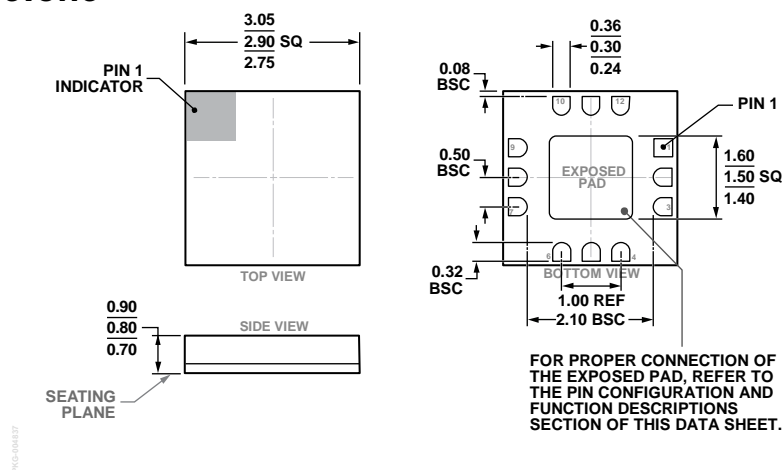 3.05
2.90 SQ
2.75
PIN 1
INDICATOR
TOP VIEW
0.90
0.80
0.70
SIDE VIEW
SEATING
PLANE
0.36
0.30
0.24
0.08
BSC
10
12
PIN 1
9
1
0.50
BSC
EXPOSED
PAD
1.60
1.50 SQ
1.40
7
3
6
4
0.32
BSC
BOTTOM VIEW
1.00 REF
2.10 BSC
FOR PROPER CONNECTION OF
THE EXPOSED PAD, REFER TO
THE PIN CONFIGURATION AND
FUNCTION DESCRIPTIONS
SECTION OF THIS DATA SHEET.
PKG-004837